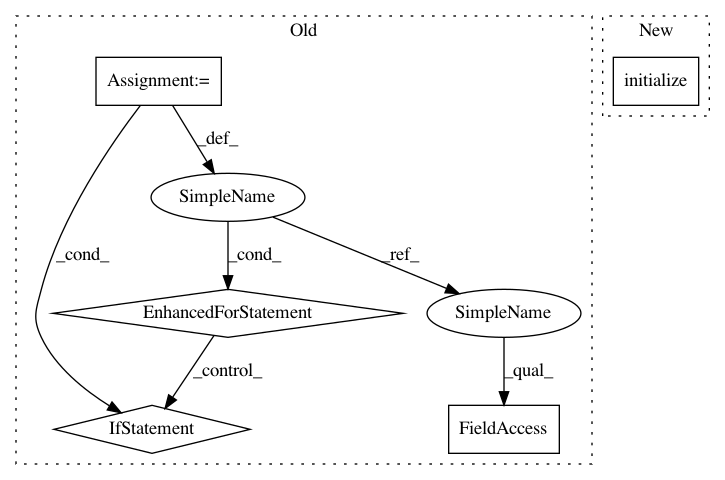 Old
New
Assignment:=
initialize
_def_
SimpleName
_cond_
_cond_
_ref_
EnhancedForStatement
SimpleName
_control_
_qual_
IfStatement
FieldAccess